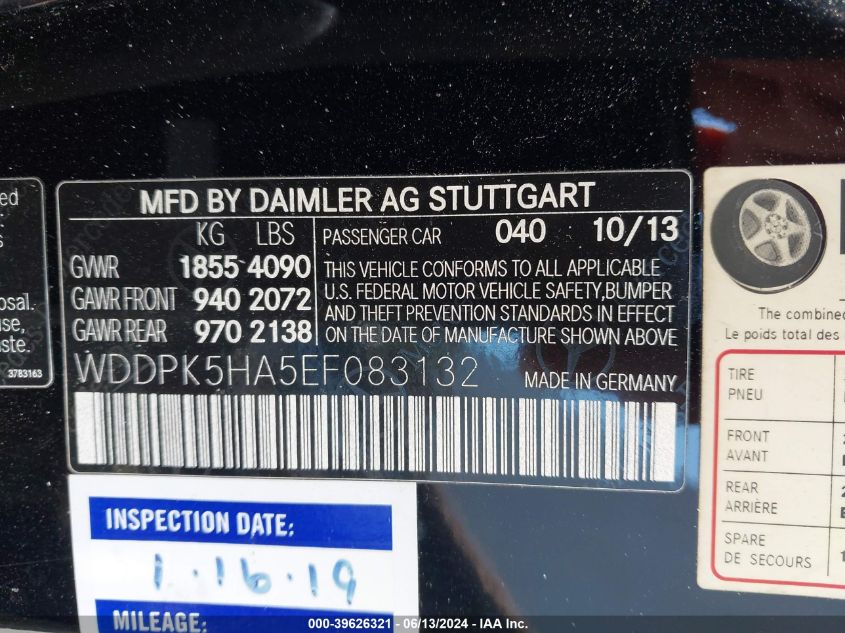 MFD BY DAIMLER AG STUTTGART
KG LBS PASSENGER CAR 040 10/13
GVWR 1855 4090
GAWR FRONT 940 2072
GAWR REAR 970 2138
THIS VEHICLE CONFORMS TO ALL APPLICABLE
U.S. FEDERAL MOTOR VEHICLE SAFETY,BUMPER
AND THEFT PREVENTION STANDARDS IN EFFECT
ON THE DATE OF MANUFACTURE SHOWN ABOVE
WDDPK5HA5EF083132 MADE IN GERMANY
3783163
INSPECTION DATE:
1.16.19
MILEAGE:
The combined
Le poids total des
TIRE
PNEU
FRONT
AVANT
REAR
ARRIÈRE
SPARE
DE SECOURS
000-39626321 / 06/13/2024 - IAA Inc.